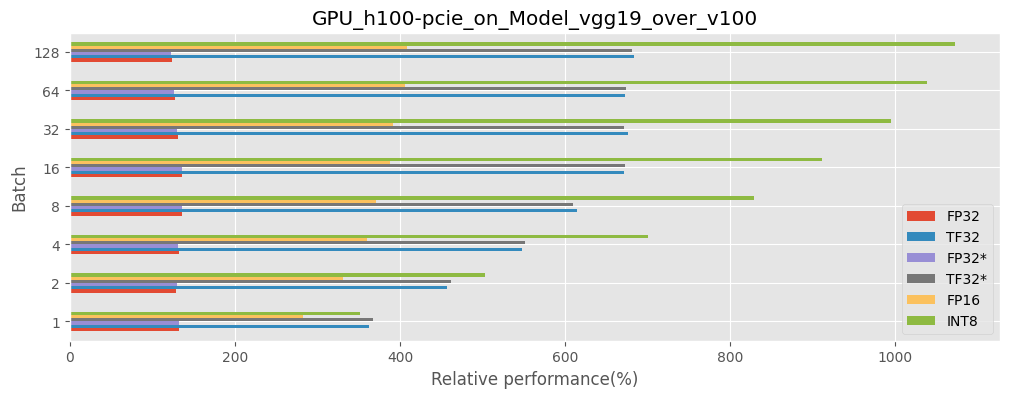 GPU_h100-pcie_on_Model_vgg19_over_v100
Batch
128
64
32
16
8
4
2
1
0
200
400
600
800
1000
Relative performance(%)
FP32
TF32
FP32*
TF32*
FP16
INT8